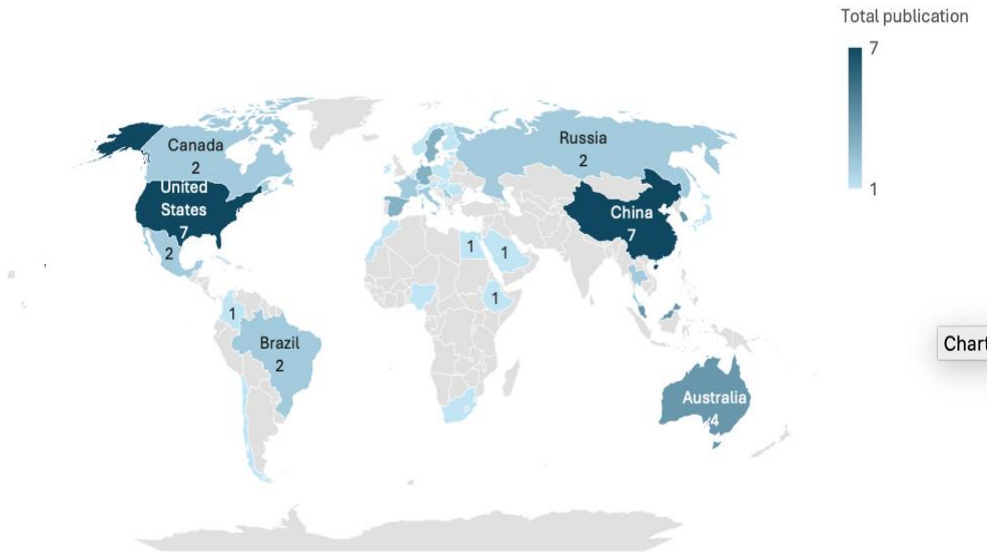 Total publication
7
1
Canada
2
United
States
7
2
1
Brazil
2
Russia
2
China
7
1
1
1
Australia
4
Chart